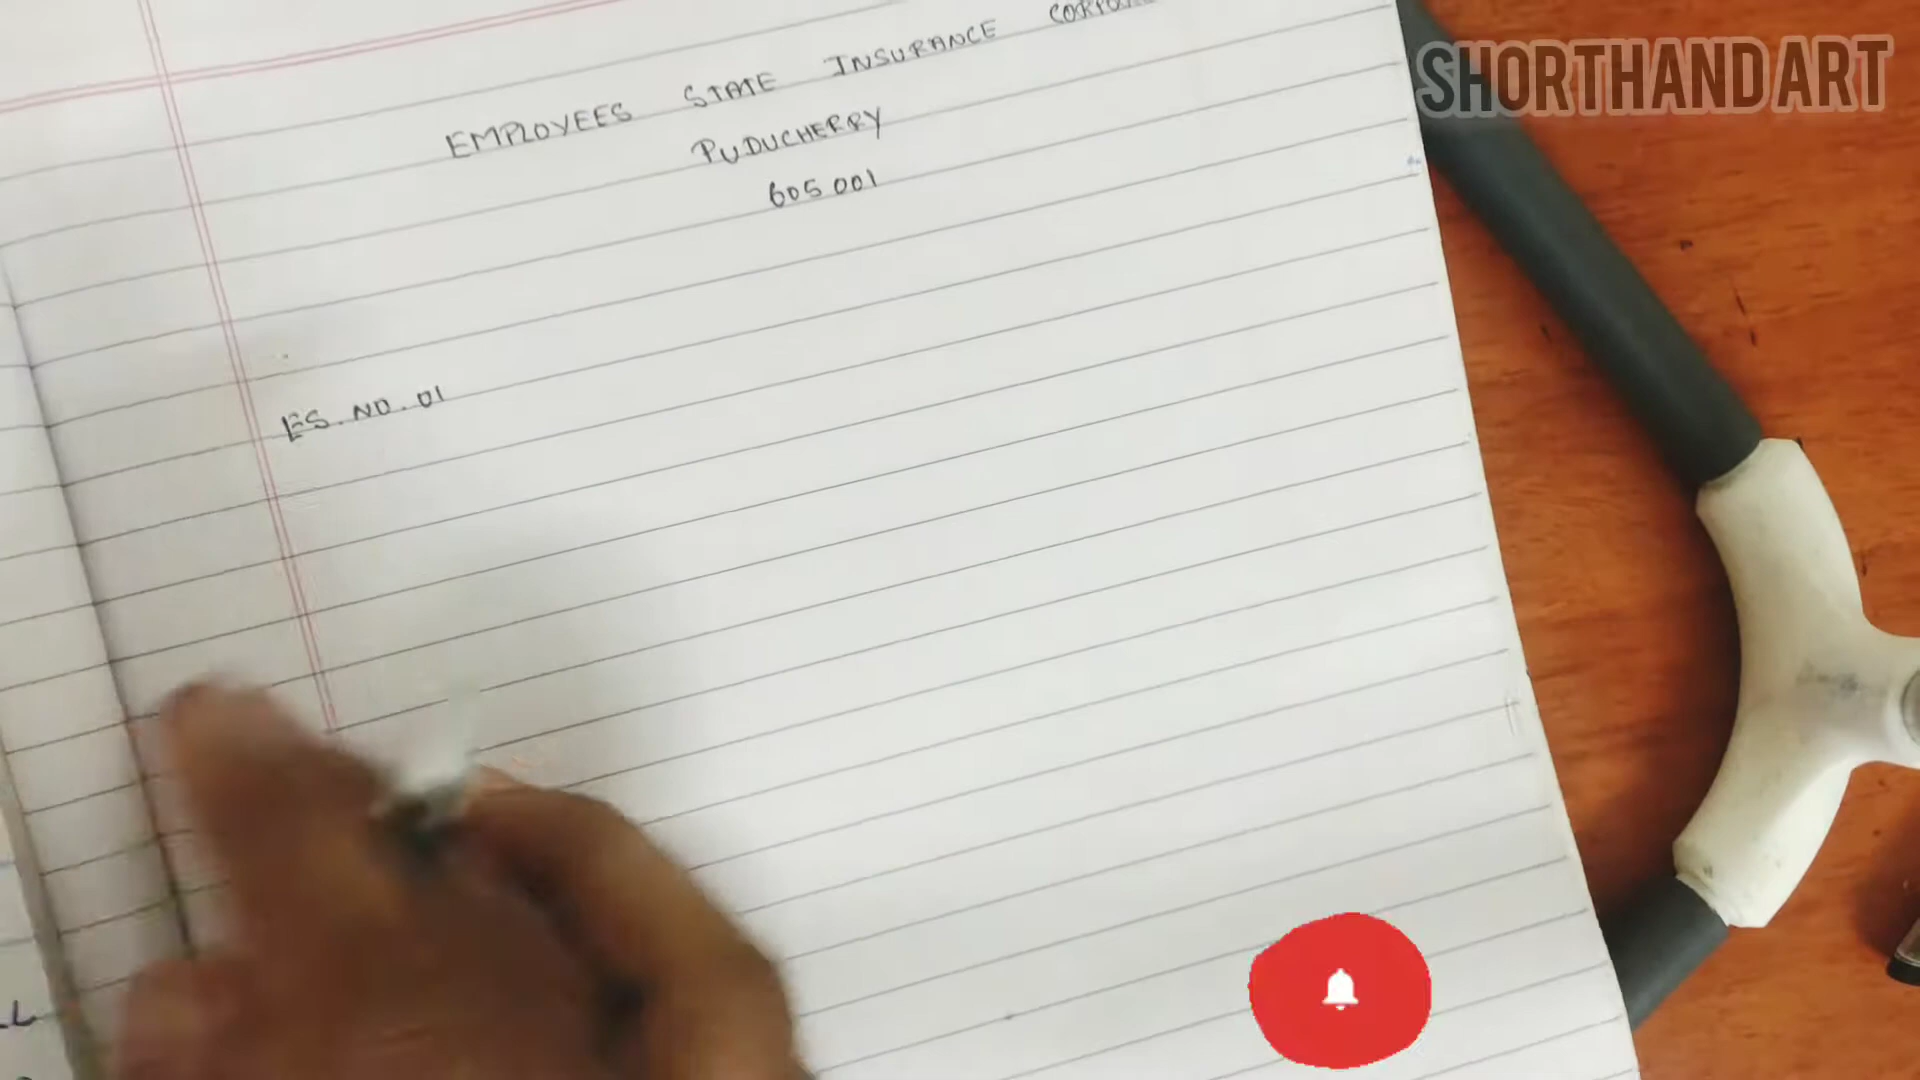 SHORTHAND ART
EMPLOYEES STATE INSURANCE
PUDUCHERRY
605 001
ES. NO. 01